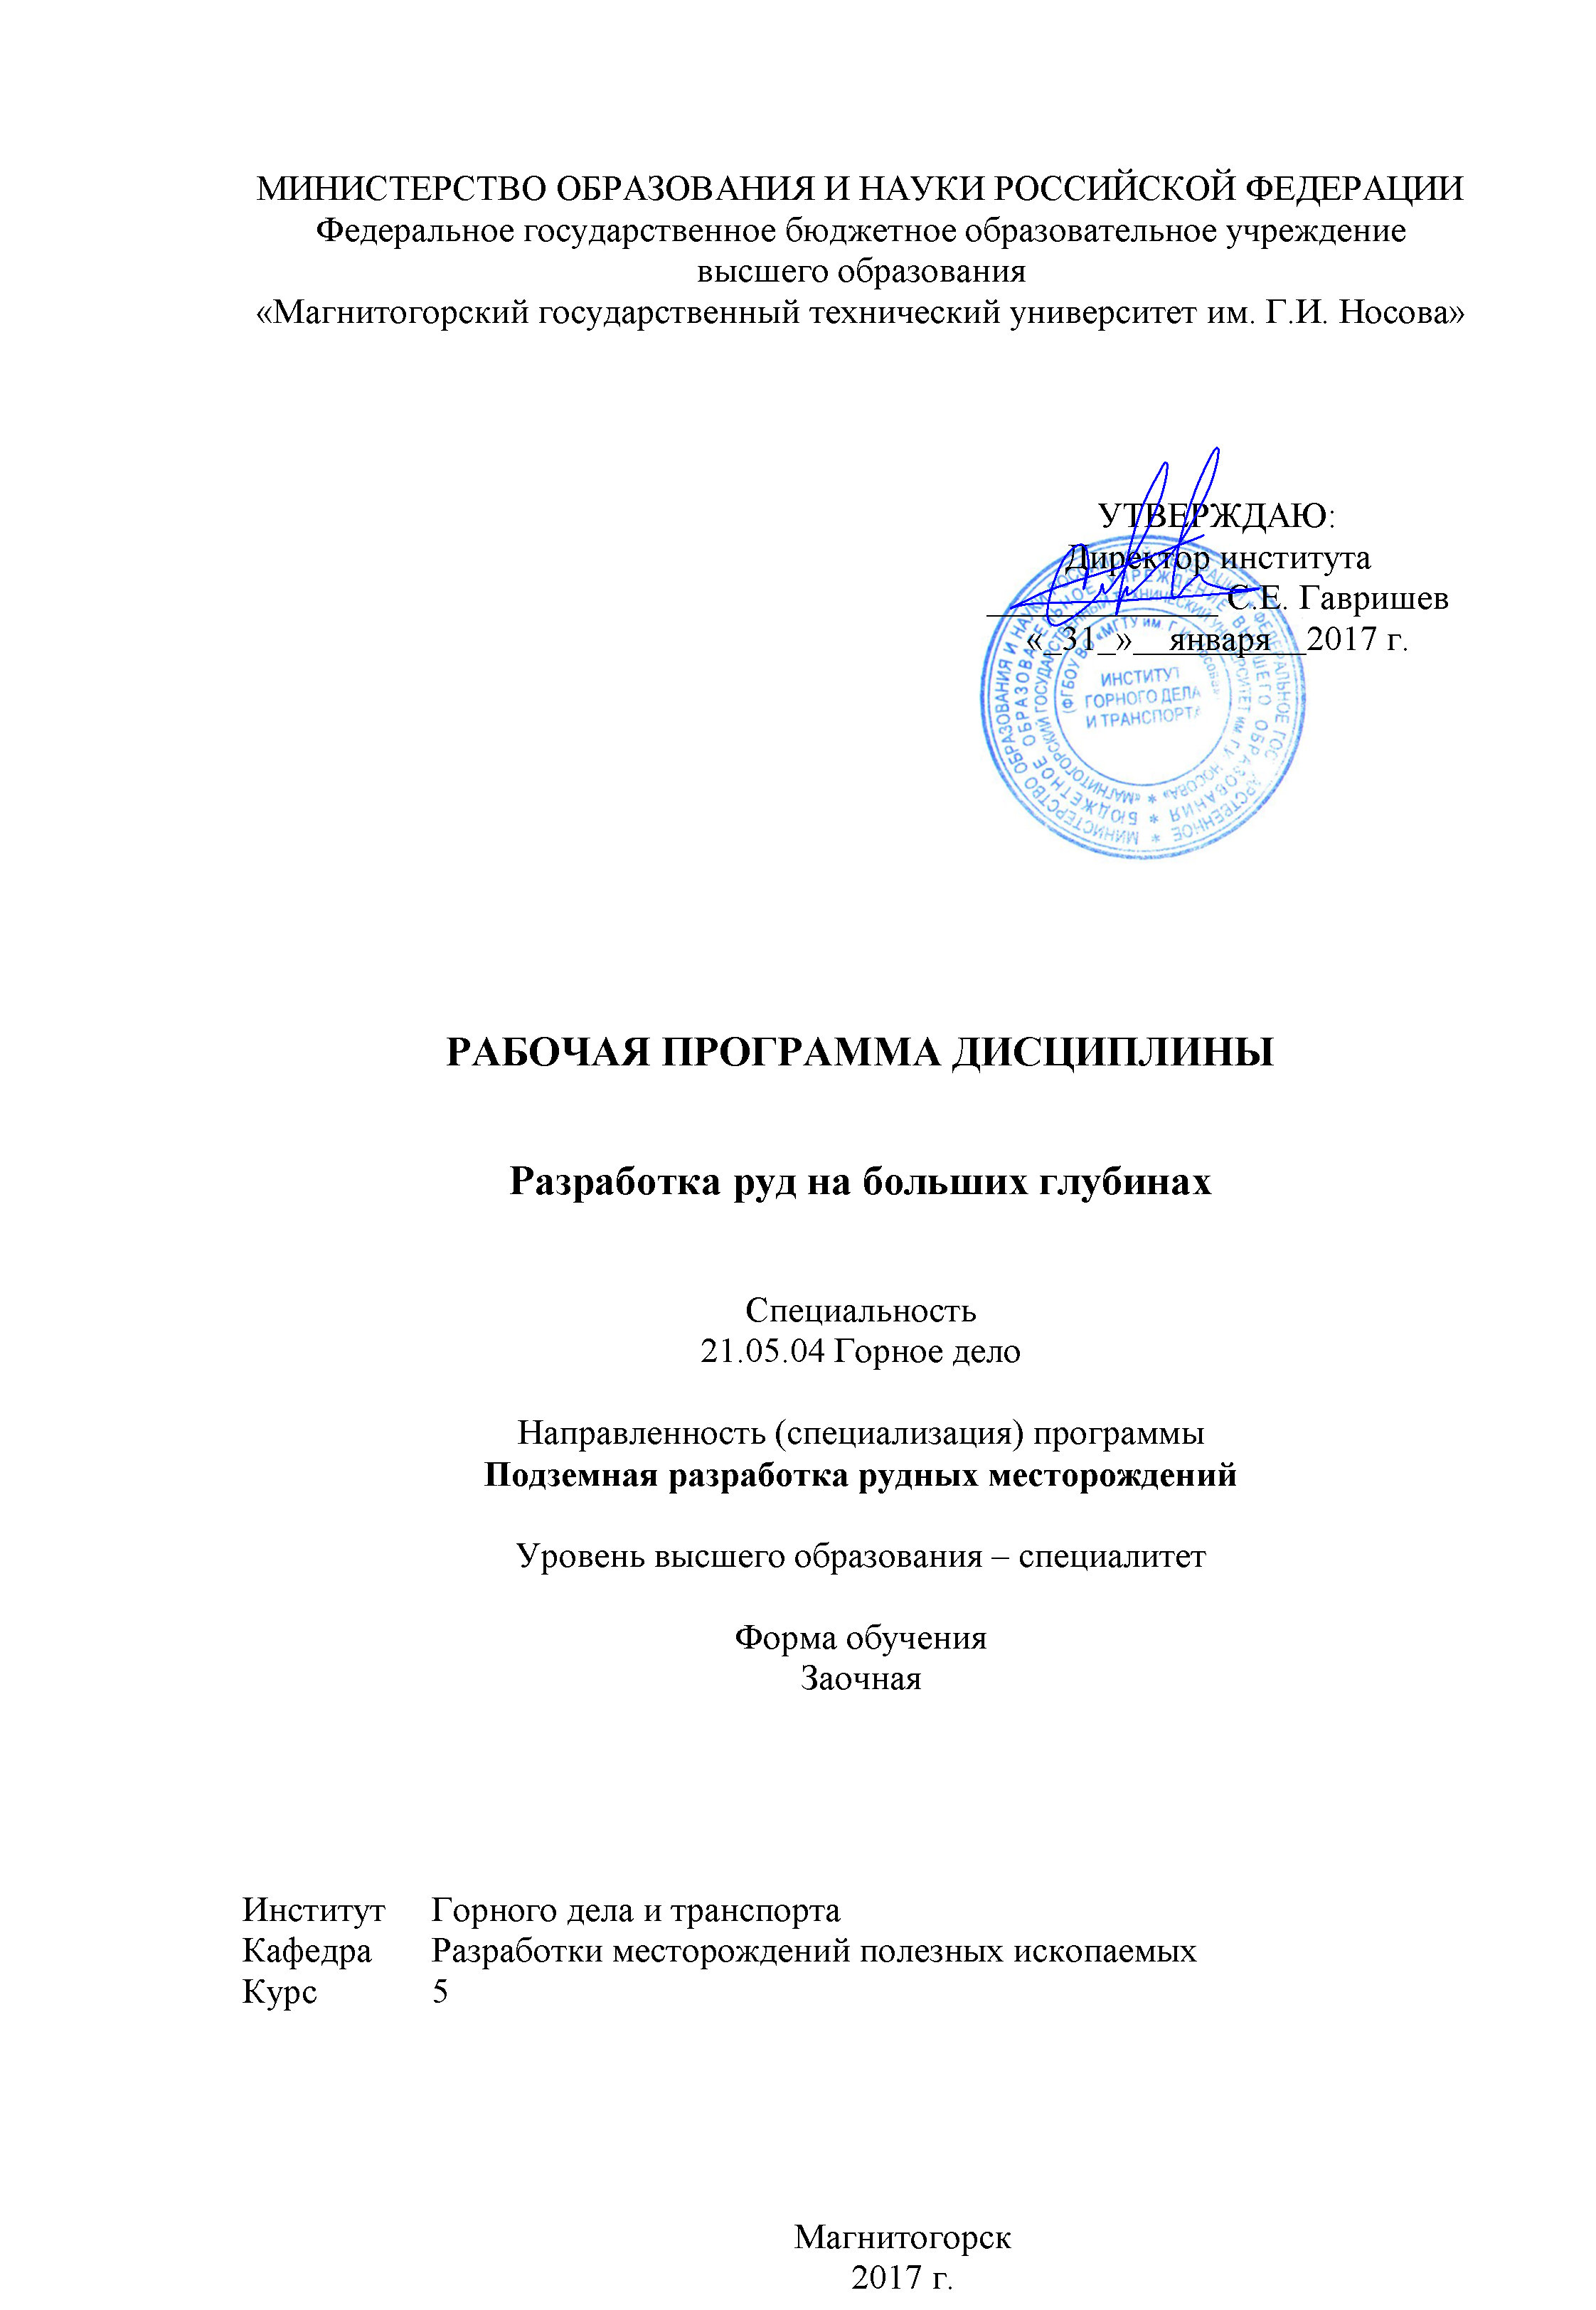 МИНИСТЕРСТВО ОБРАЗОВАНИЯ И НАУКИ РОССИЙСКОЙ ФЕДЕРАЦИИ
Федеральное государственное бюджетное образовательное учреждение
высшего образования
«Магнитогорский государственный технический университет им. Г.И. Носова»
УТВЕРЖДАЮ:
Директор института
_____________ С.Е. Гавришев
«_31_»__января__2017 г.
ИНСТИТУТ
ГОРНОГО ДЕЛА
И ТРАНСПОРТА
РАБОЧАЯ ПРОГРАММА ДИСЦИПЛИНЫ
Разработка руд на больших глубинах
Специальность
21.05.04 Горное дело
Направленность (специализация) программы
Подземная разработка рудных месторождений
Уровень высшего образования – специалитет
Форма обучения
Заочная
Институт Горного дела и транспорта
Кафедра Разработки месторождений полезных ископаемых
Курс 5
Магнитогорск
2017 г.